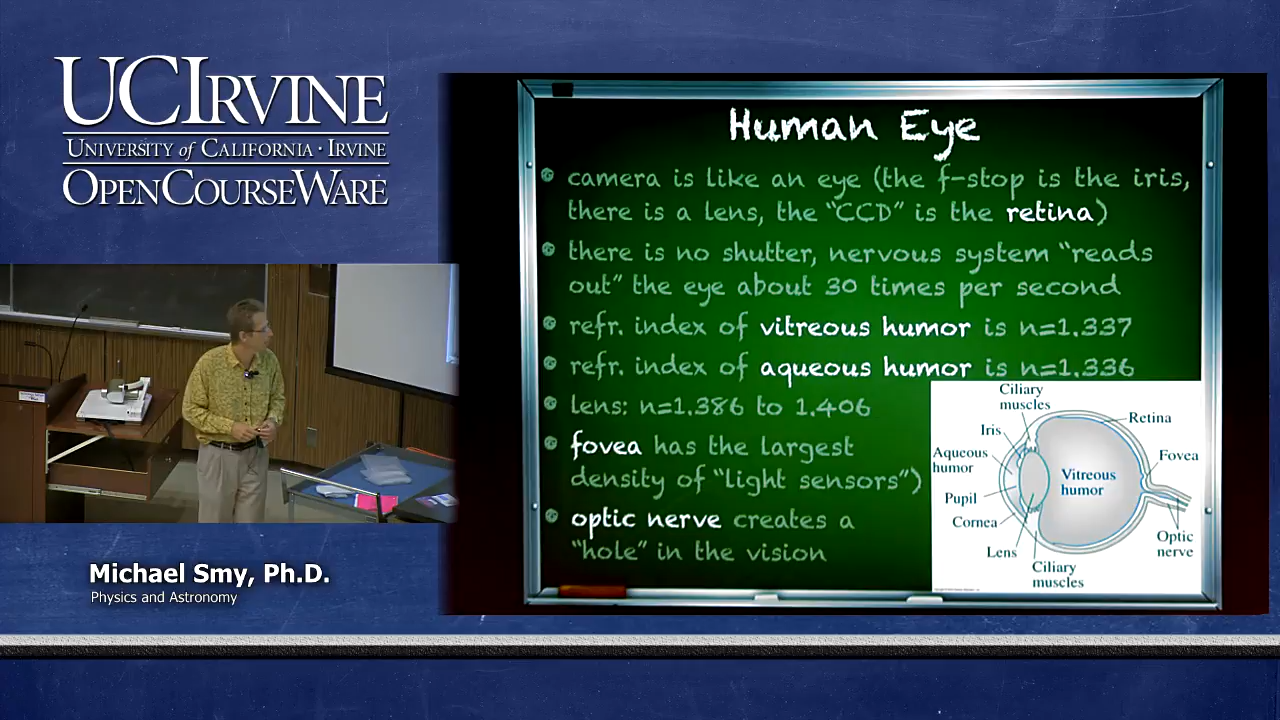 UCIRVINE
UNIVERSITY of CALIFORNIA · IRVINE
OPENCOURSEWARE
Michael Smy, Ph.D.
Physics and Astronomy
Human Eye
camera is like an eye (the f-stop is the iris,
there is a lens, the "CCD" is the retina)
there is no shutter, nervous system "reads
out" the eye about 30 times per second
refr. index of vitreous humor is n=1.337
refr. index of aqueous humor is n=1.336
lens: n=1.386 to 1.406
fovea has the largest
density of "light sensors")
optic nerve creates a
"hole" in the vision
Ciliary
muscles
Iris
Retina
Aqueous
humor
Fovea
Vitreous
humor
Pupil
Cornea
Lens
Optic
nerve
Ciliary
muscles